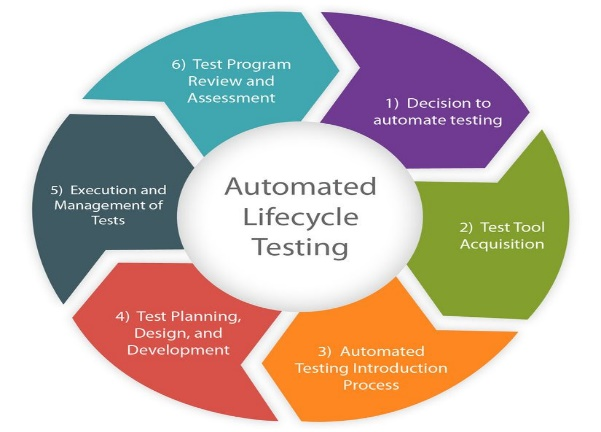 Automated
Lifecycle
Testing
1) Decision to
automate testing
2) Test Tool
Acquisition
3) Automated
Testing Introduction
Process
4) Test Planning,
Design, and
Development
5) Execution and
Management of
Tests
6) Test Program
Review and
Assessment